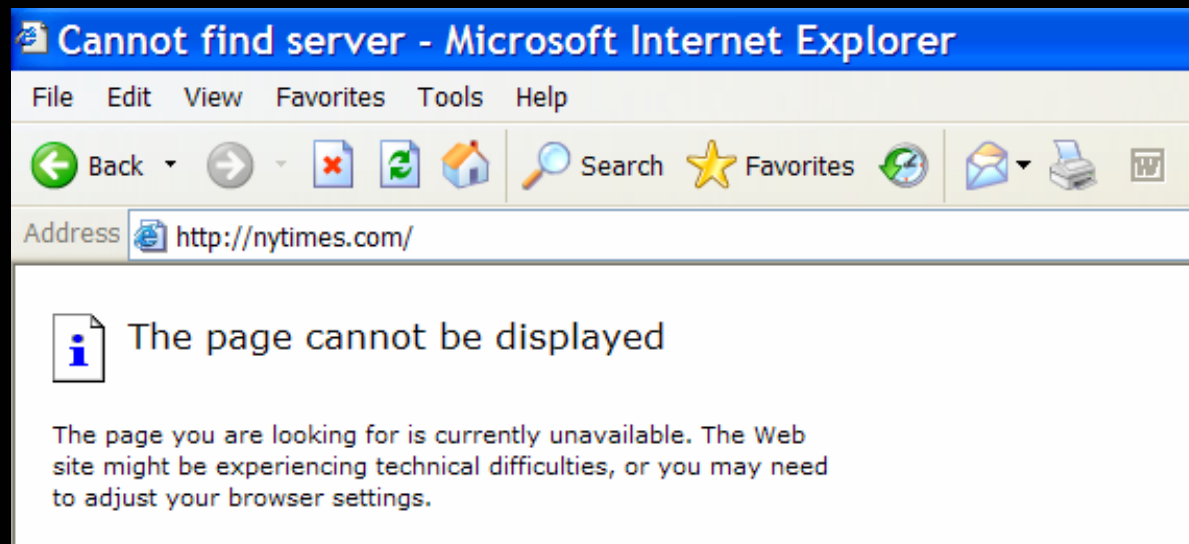 Cannot find server - Microsoft Internet Explorer
File Edit View Favorites Tools Help
Back Search Favorites W
Address http://nytimes.com/
i The page cannot be displayed
The page you are looking for is currently unavailable. The Web
site might be experiencing technical difficulties, or you may need
to adjust your browser settings.